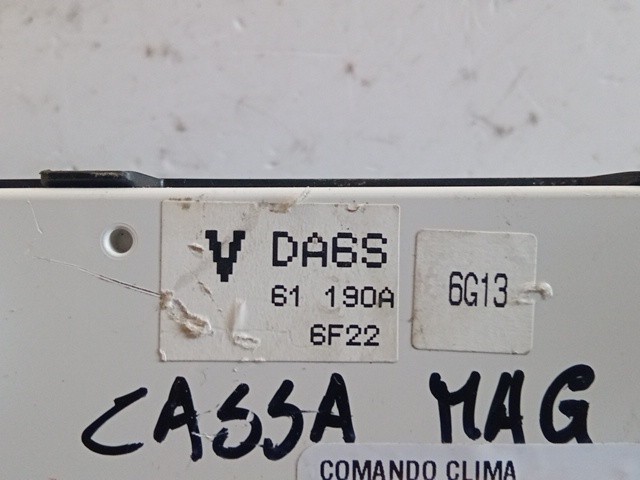 V DA6S
61 190A
6F22
6G13
CASSA MAG
COMANDO CLIMA